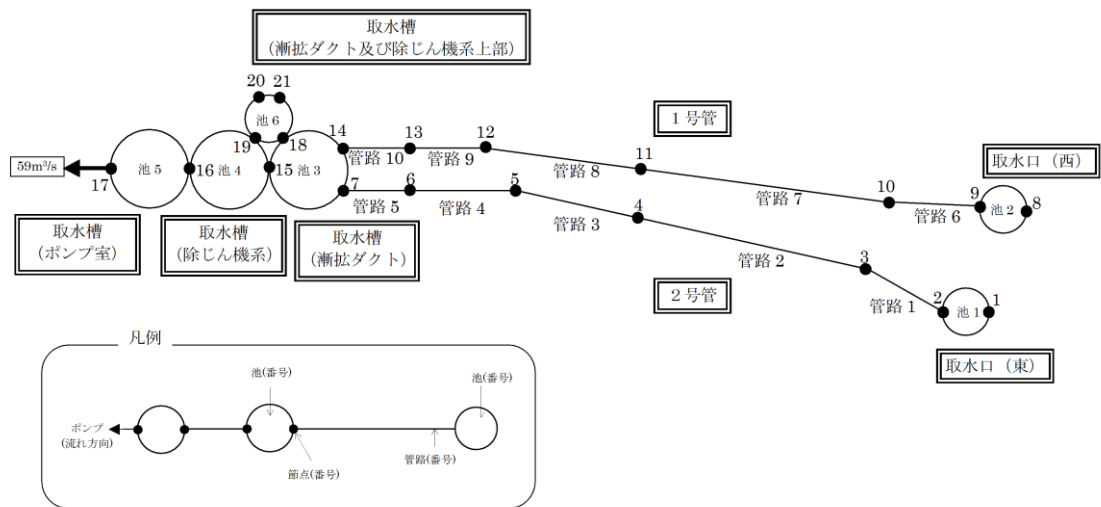 取水槽
(漸拡ダクト及び除じん機系上部)
20 21
池6
1号管
14 13 12
19 18
管路10 管路9
11
取水口(西)
59m³/s
池5 16 池4 15 池3
管路8
10 9
池2 8
17
7 6 5
管路7
管路6
管路5 管路4
4
取水槽
(ポンプ室)
取水槽
(除じん機系)
取水槽
(漸拡ダクト)
管路3
管路2
3
2号管
2 池1 1
管路1
取水口(東)
凡例
池(番号)
池(番号)
ポンプ
(流れ方向)
管路(番号)
節点(番号)